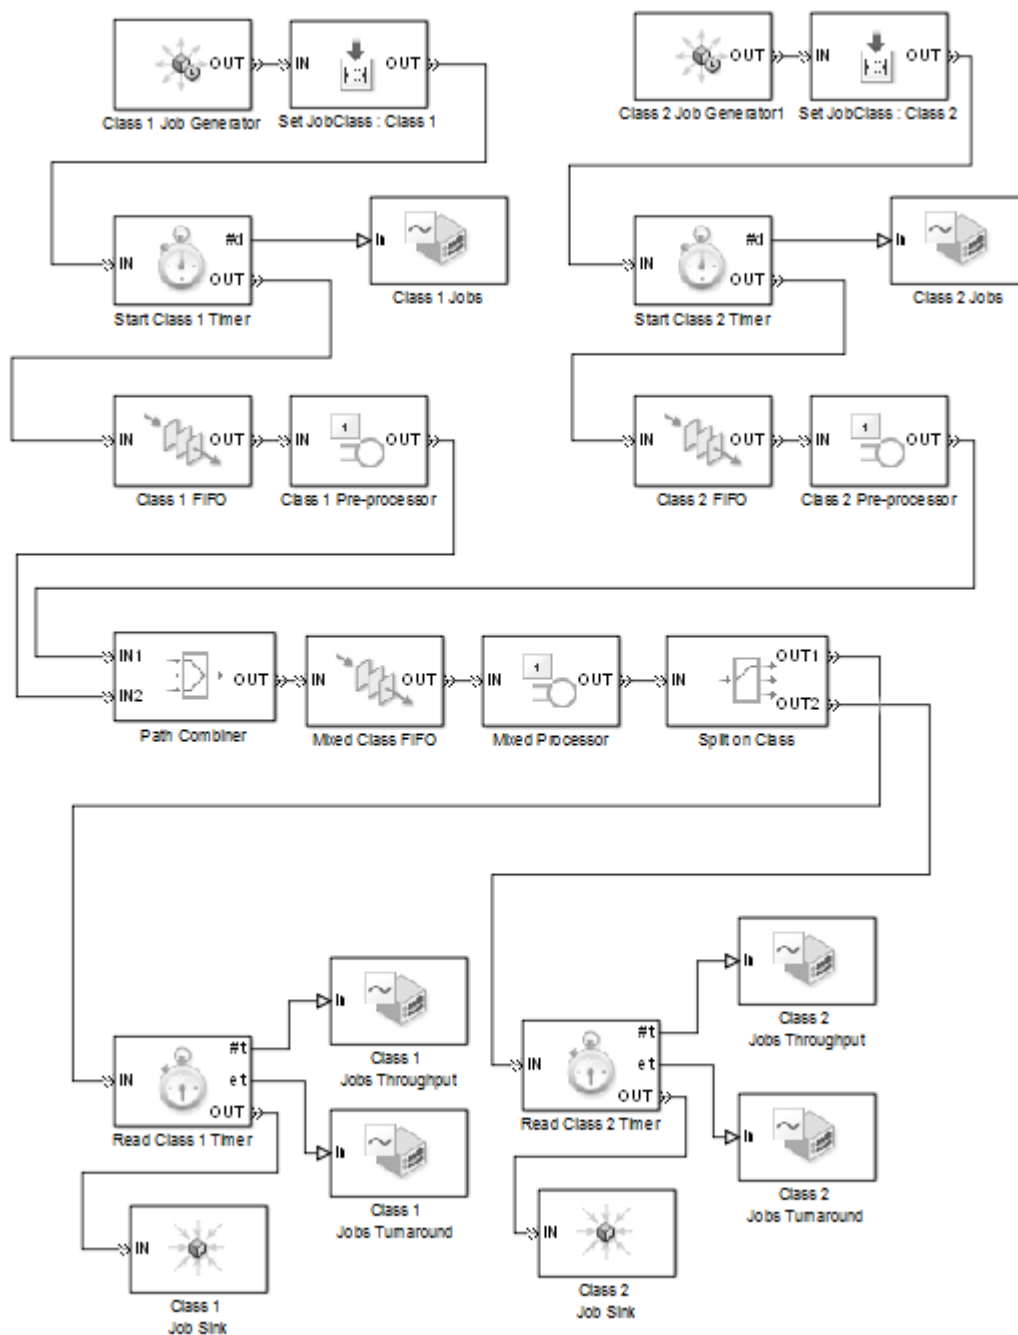 OUT
IN
OUT
Class 1 Job Generator
Set JobClass : Class 1
OUT
IN
OUT
Class 2 Job Generator1
Set JobClass : Class 2
IN
#d
OUT
In
Start Class 1 Timer
Class 1 Jobs
IN
#d
OUT
In
Start Class 2 Timer
Class 2 Jobs
IN
OUT
IN
1
OUT
Class 1 FIFO
Class 1 Pre-processor
IN
OUT
IN
1
OUT
Class 2 FIFO
Class 2 Pre-processor
IN1
IN2
OUT
Path Combiner
IN
OUT
Mixed Class FIFO
IN
1
OUT
Mixed Processor
IN
OUT1
OUT2
Split on Class
In
Class 1
Jobs Throughput
In
Class 2
Jobs Throughput
IN
#t
et
OUT
Read Class 1 Timer
IN
#t
et
OUT
Read Class 2 Timer
In
Class 1
Jobs Turnaround
In
Class 2
Jobs Turnaround
IN
Class 1
Job Sink
IN
Class 2
Job Sink